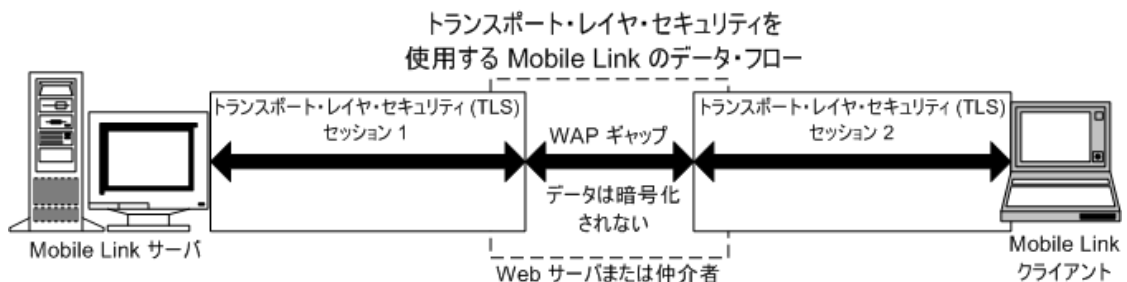 トランスポート・レイヤ・セキュリティを
使用する Mobile Link のデータ・フロー
トランスポート・レイヤ・セキュリティ (TLS)
セッション 1
WAP ギャップ
データは暗号化
されない
トランスポート・レイヤ・セキュリティ (TLS)
セッション 2
Mobile Link サーバ
Web サーバまたは仲介者
Mobile Link
クライアント